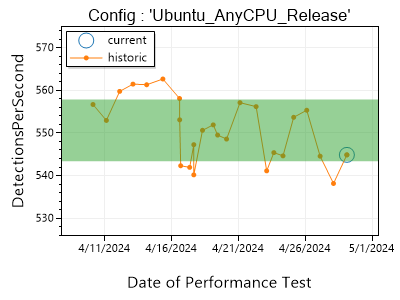 Config : 'Ubuntu_AnyCPU_Release'
current
historic
DetectionsPerSecond
570
560
550
540
530
4/11/2024 4/16/2024 4/21/2024 4/26/2024 5/1/2024
Date of Performance Test